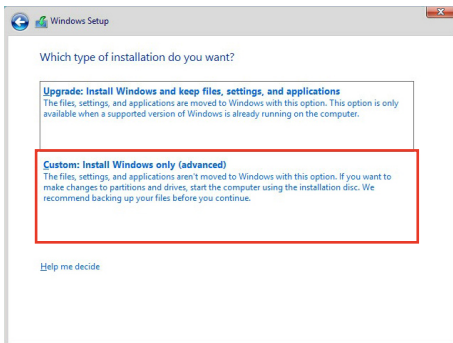 Windows Setup
Which type of installation do you want?
Upgrade: Install Windows and keep files, settings, and applications
The files, settings, and applications are moved to Windows with this option. This option is only
available when a supported version of Windows is already running on the computer.
Custom: Install Windows only (advanced)
The files, settings, and applications aren't moved to Windows with this option. If you want to
make changes to partitions and drives, start the computer using the installation disc. We
recommend backing up your files before you continue.
Help me decide